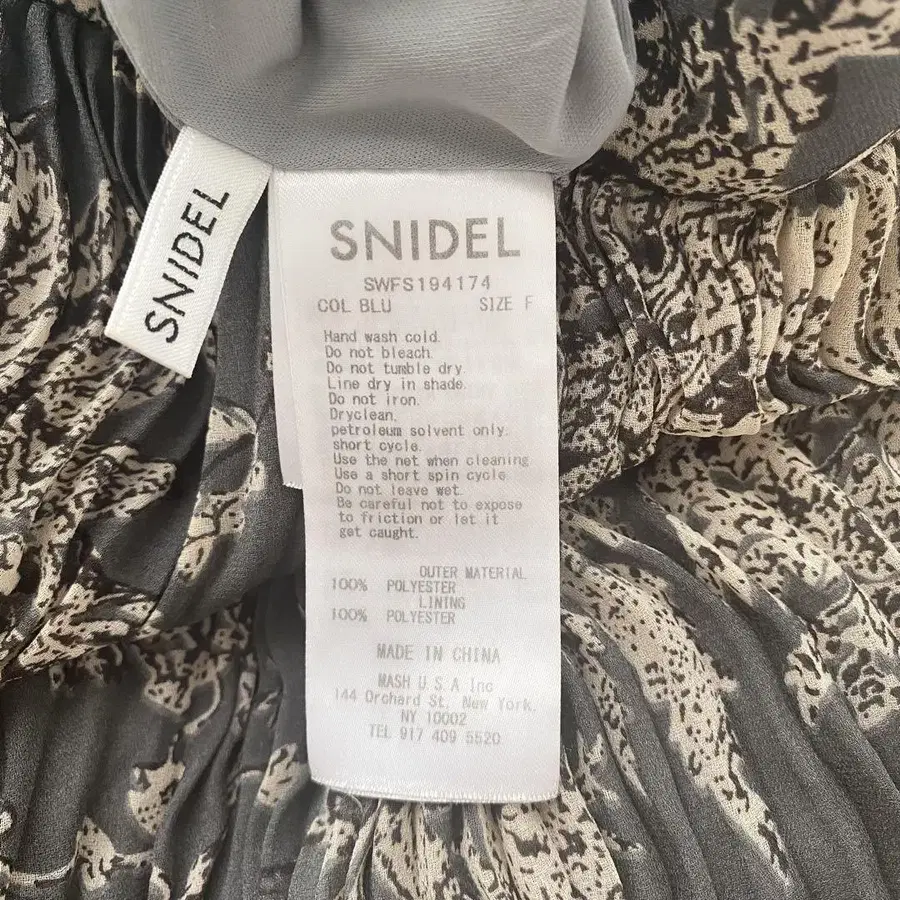 SNIDEL
SNIDEL
SWFS194174
COL BLU SIZE F
Hand wash cold.
Do not bleach.
Do not tumble dry.
Line dry in shade.
Do not iron.
Dryclean,
petroleum solvent only.
short cycle.
Use the net when cleaning
Use a short spin cycle
Do not leave wet.
Be careful not to expose
to friction or let it
get caught.
OUTER MATERIAL
100% POLYESTER
LINING
100% POLYESTER
MADE IN CHINA
MASH U.S.A Inc
144 Orchard St, New York,
NY 10002
TEL 917 409 5520